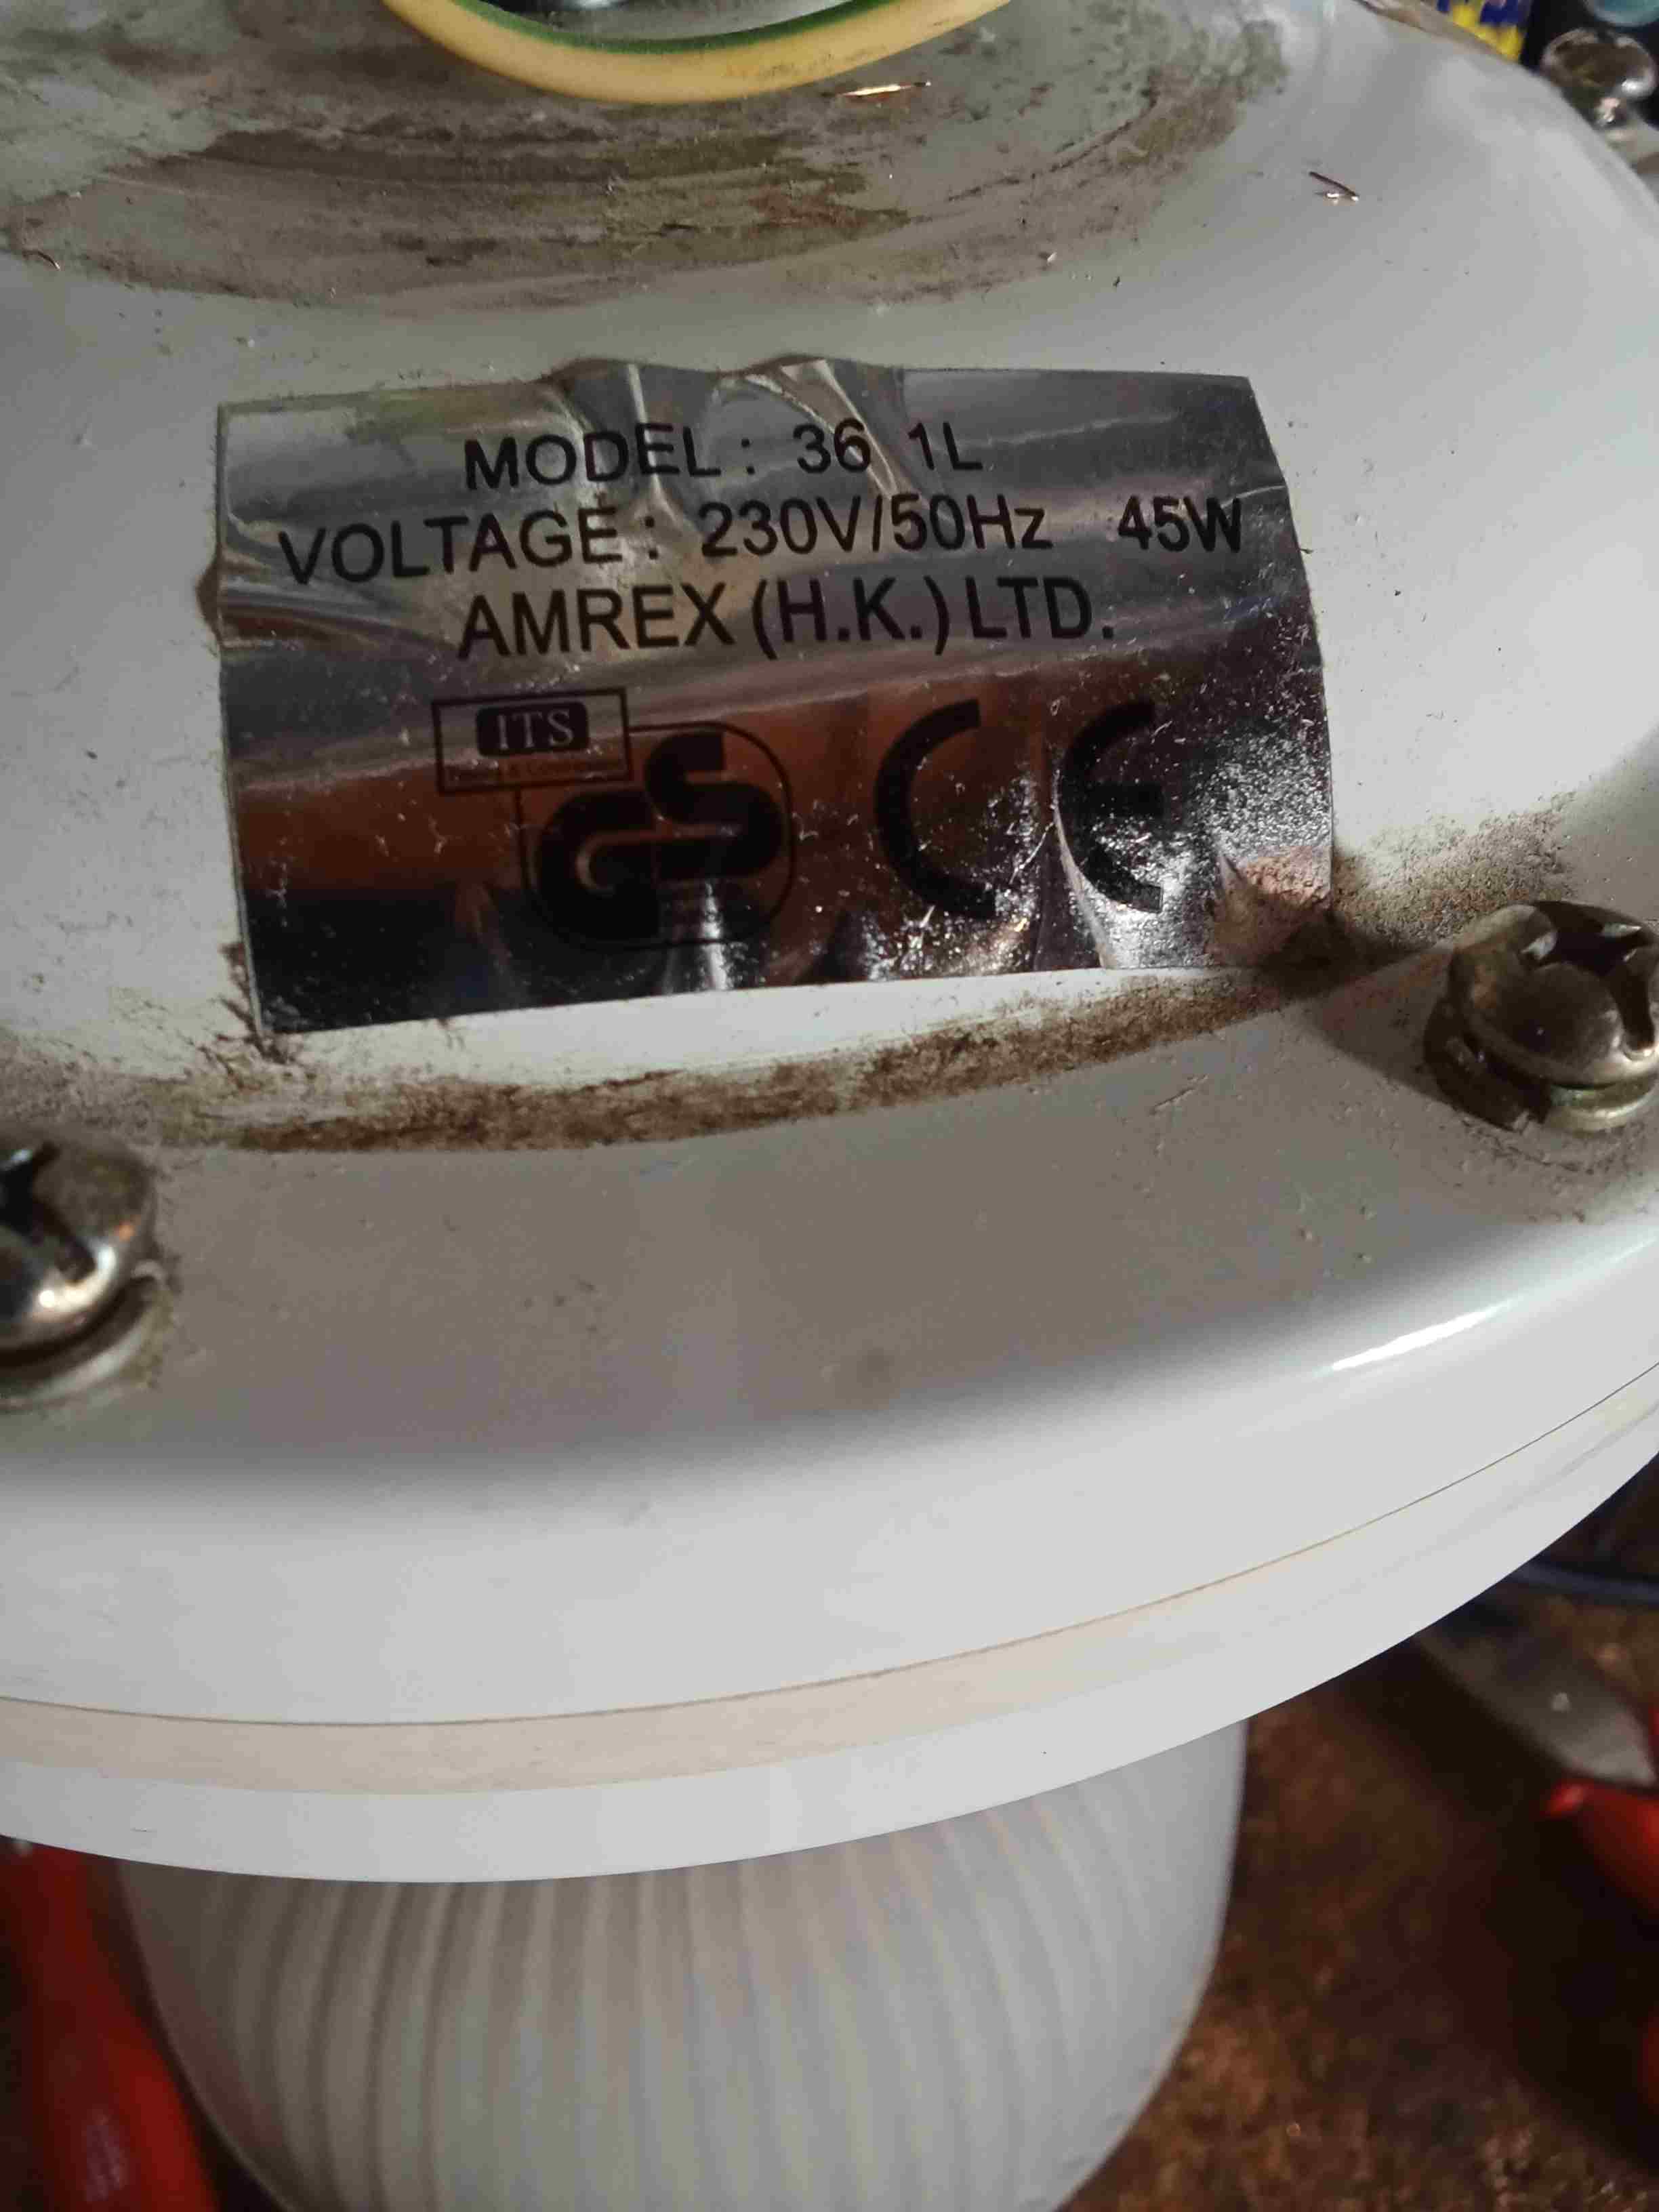 MODEL : 36 1L
VOLTAGE : 230V/50Hz 45W
AMREX (H.K.) LTD.
ITS
GS CE